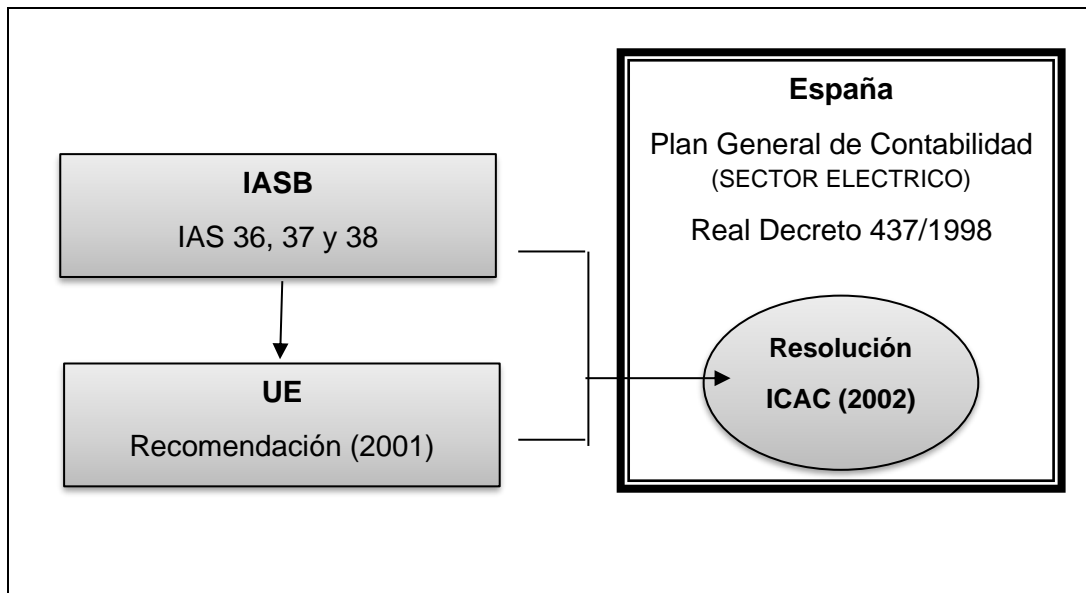 IASB
IAS 36, 37 y 38
UE
Recomendación (2001)
España
Plan General de Contabilidad
(SECTOR ELECTRICO)
Real Decreto 437/1998
Resolución
ICAC (2002)